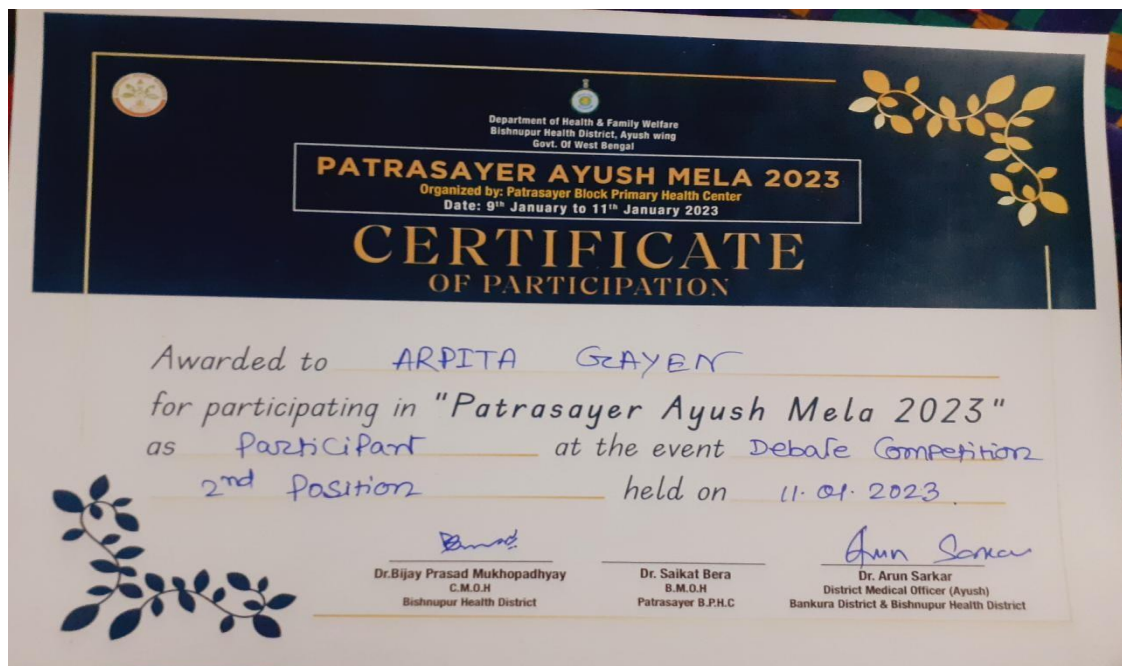 Department of Health & Family Welfare
Bishnupur Health District, Ayush wing
Govt. Of West Bengal
PATRASAYER AYUSH MELA 2023
Organized by: Patrasayer Block Primary Health Center
Date: 9th January to 11th January 2023
CERTIFICATE
OF PARTICIPATION
Awarded to ARPITA GAYEN
for participating in "Patrasayer Ayush Mela 2023"
as Participant at the event Debate Competition
2nd Position held on 11.01.2023.
Arun Sarkar
Dr.Bijay Prasad Mukhopadhyay
C.M.O.H
Bishnupur Health District
Dr. Saikat Bera
B.M.O.H
Patrasayer B.P.H.C
Dr. Arun Sarkar
District Medical Officer (Ayush)
Bankura District & Bishnupur Health District